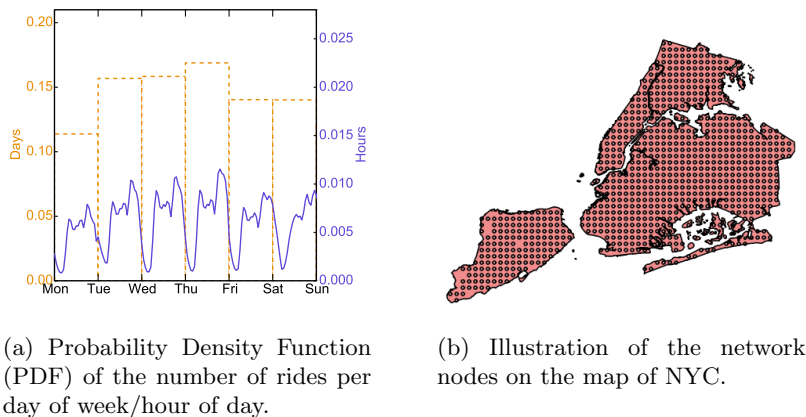 0.20
0.15
0.10
0.05
0.00
Days
0.025
0.020
0.015
0.010
0.005
0.000
Hours
Mon Tue Wed Thu Fri Sat Sun
(a) Probability Density Function
(PDF) of the number of rides per
day of week/hour of day.
(b) Illustration of the network
nodes on the map of NYC.